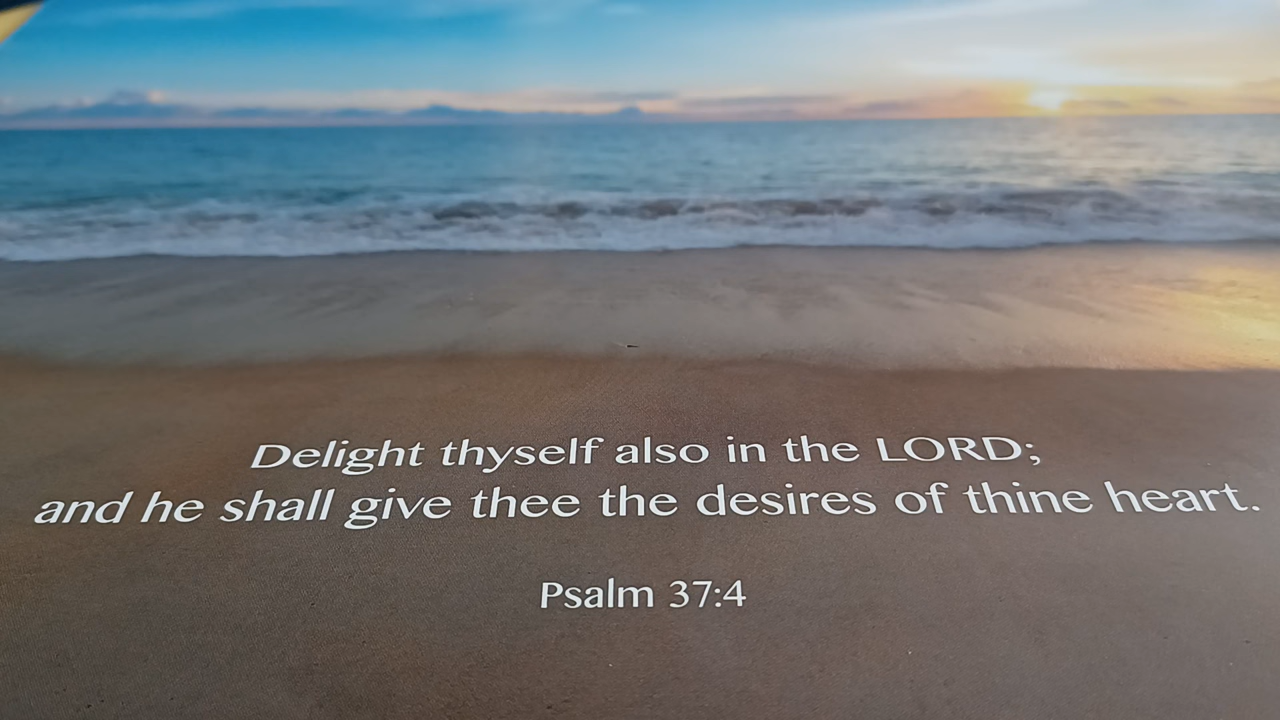 Delight thyself also in the LORD;
and he shall give thee the desires of thine heart.
Psalm 37:4